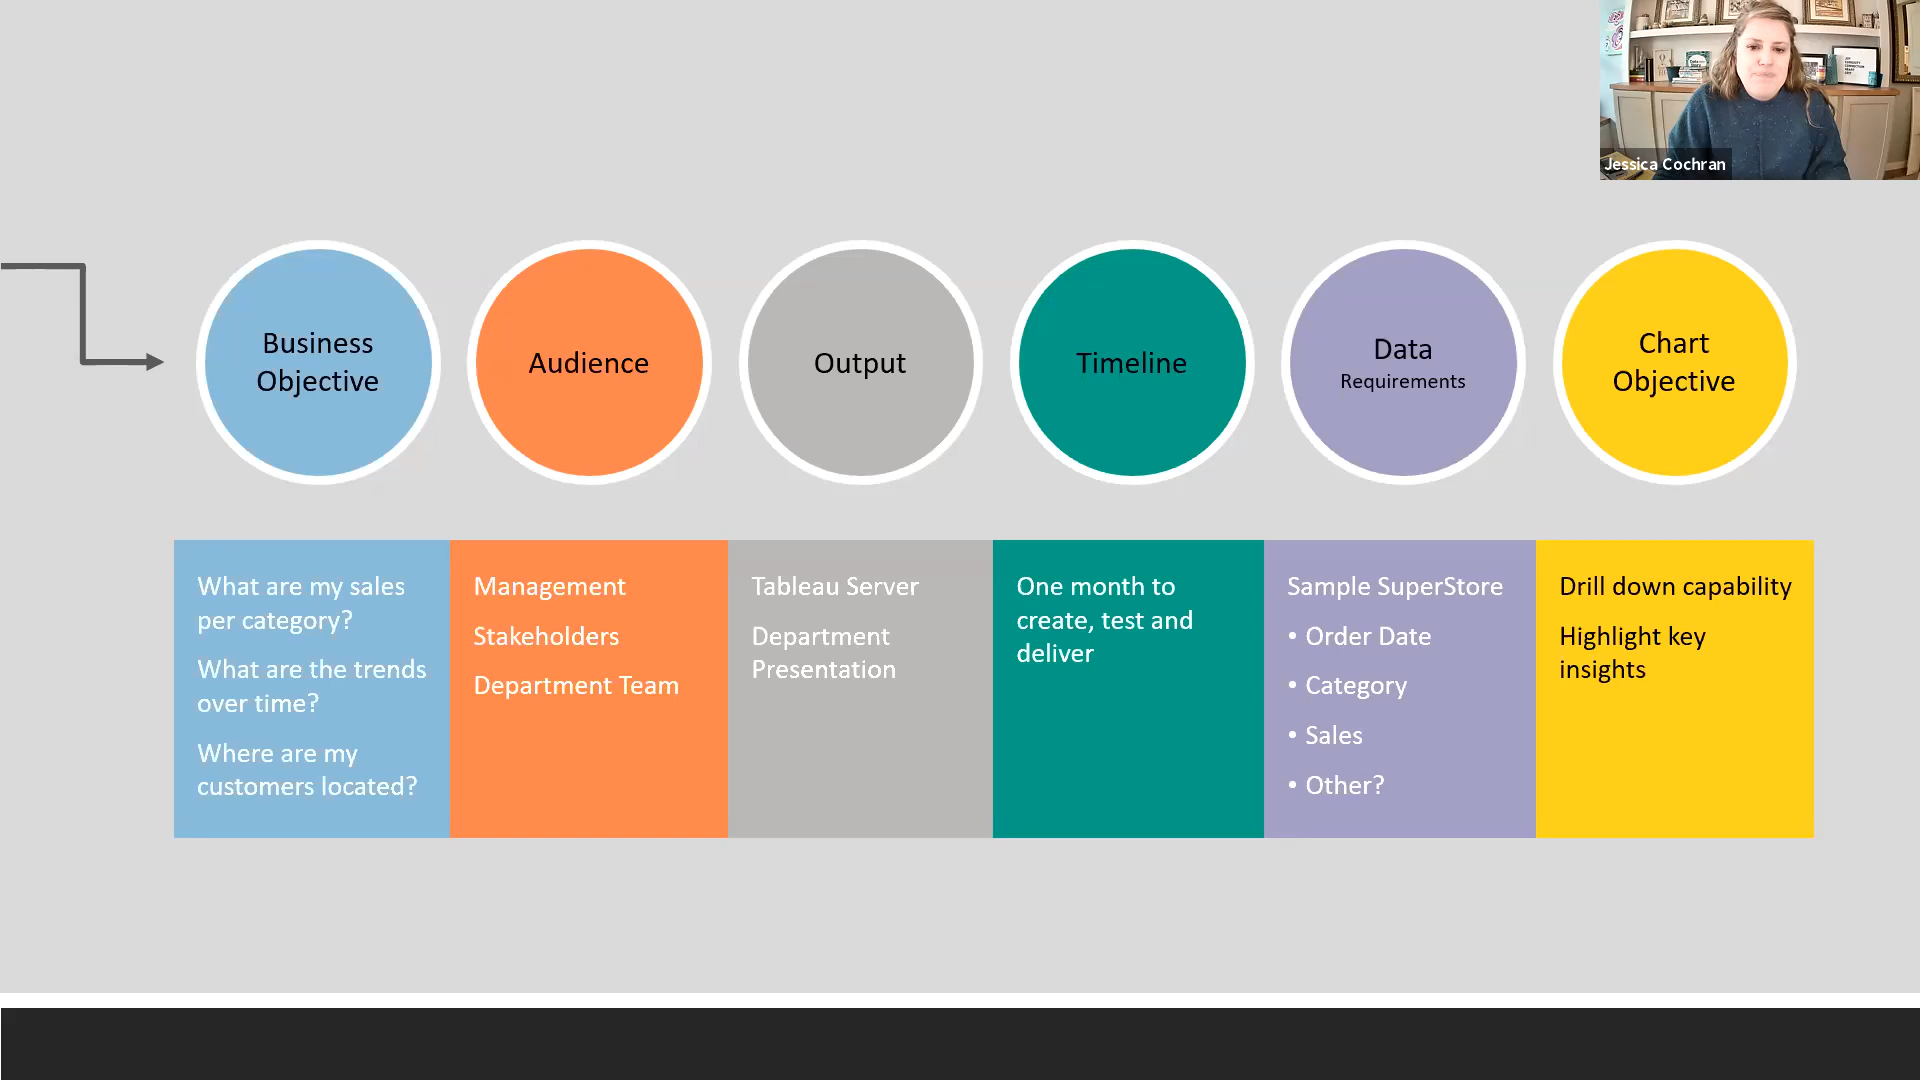 Jessica Cochran
Business
Objective
Audience
Output
Timeline
Data
Requirements
Chart
Objective
What are my sales
per category?
What are the trends
over time?
Where are my
customers located?
Management
Stakeholders
Department Team
Tableau Server
Department
Presentation
One month to
create, test and
deliver
Sample SuperStore
• Order Date
• Category
• Sales
• Other?
Drill down capability
Highlight key
insights